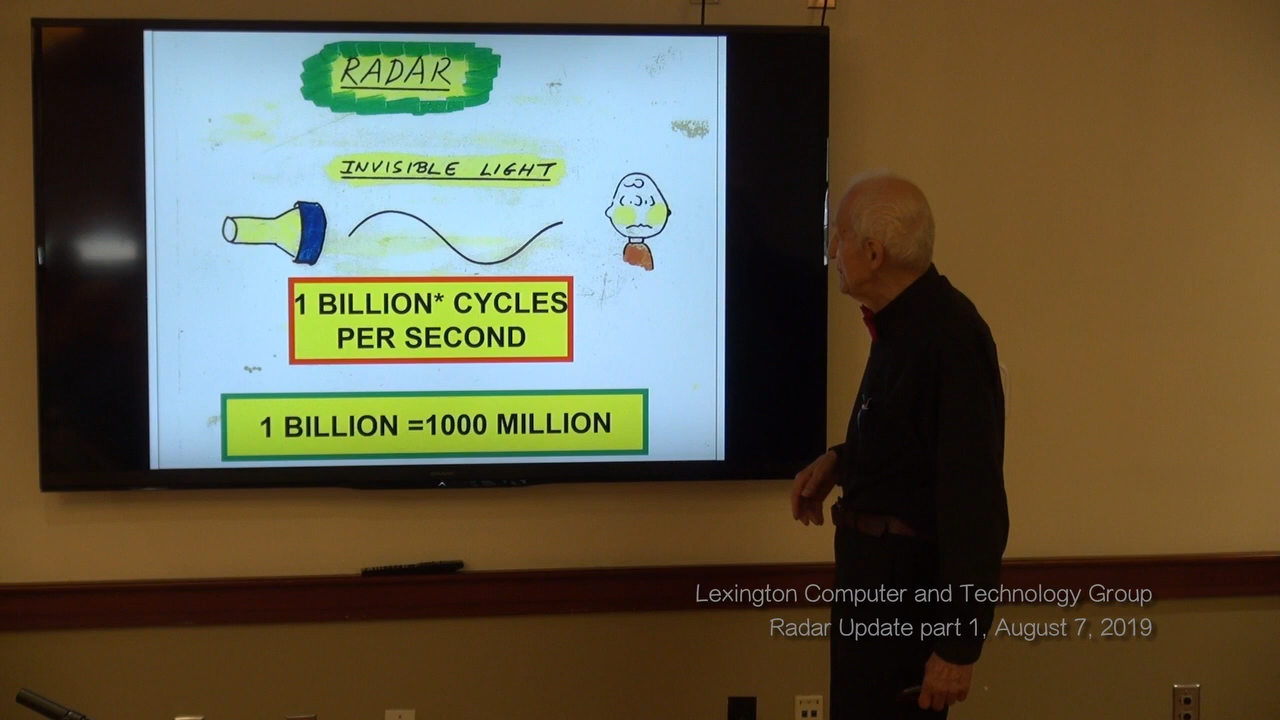 RADAR
INVISIBLE LIGHT
1 BILLION* CYCLES
PER SECOND
1 BILLION =1000 MILLION
Lexington Computer and Technology Group
Radar Update part 1, August 7, 2019